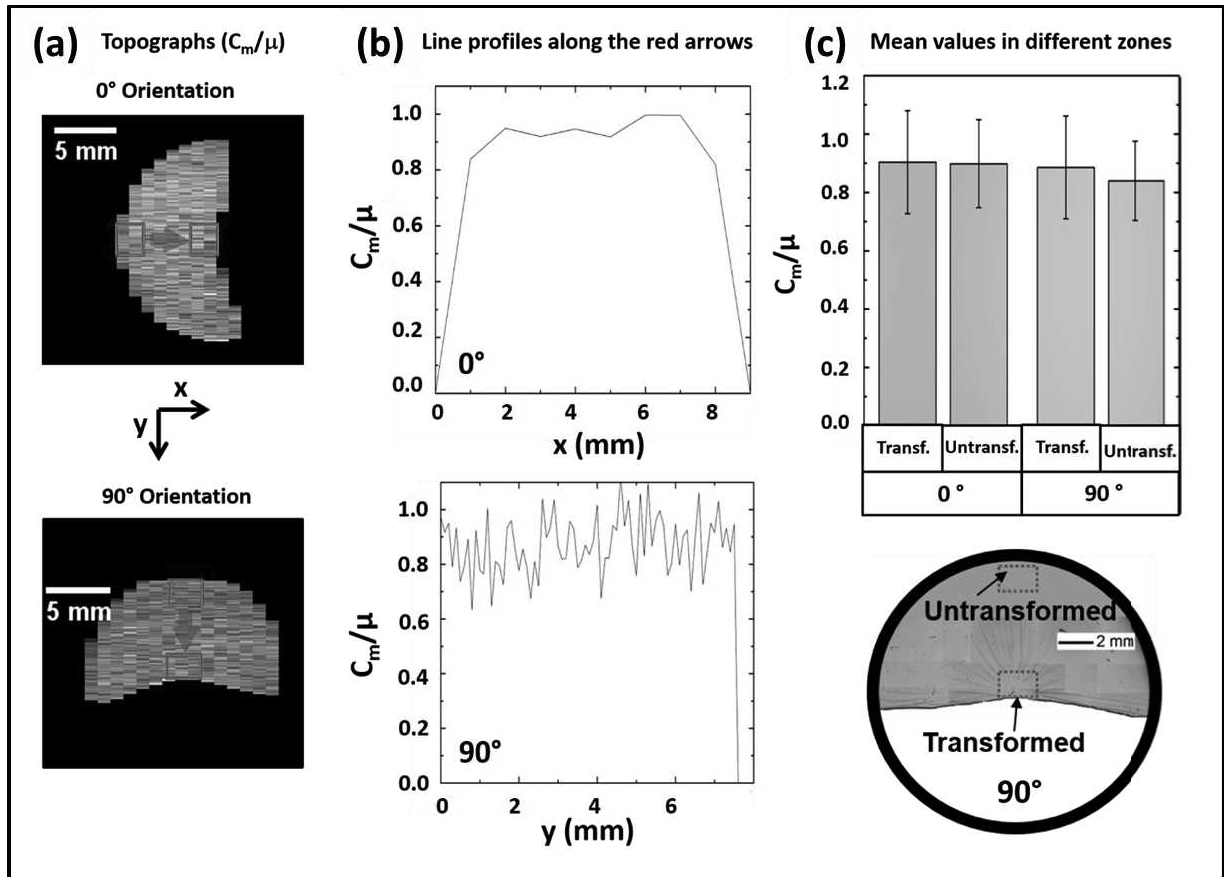 (a) Topographs (Cm/μ)
0° Orientation
5 mm
x
y
90° Orientation
5 mm
(b) Line profiles along the red arrows
1.0
0.8
0.6
0.4
0.2
0.0
Cm/μ
0°
0 2 4 6 8
x (mm)
1.0
0.8
0.6
0.4
0.2
0.0
Cm/μ
90°
0 2 4 6
y (mm)
(c) Mean values in different zones
1.2
1.0
0.8
0.6
0.4
0.2
0.0
Cm/μ
Transf. Untransf. Transf. Untransf.
0 ° 90 °
Untransformed
2 mm
Transformed
90°